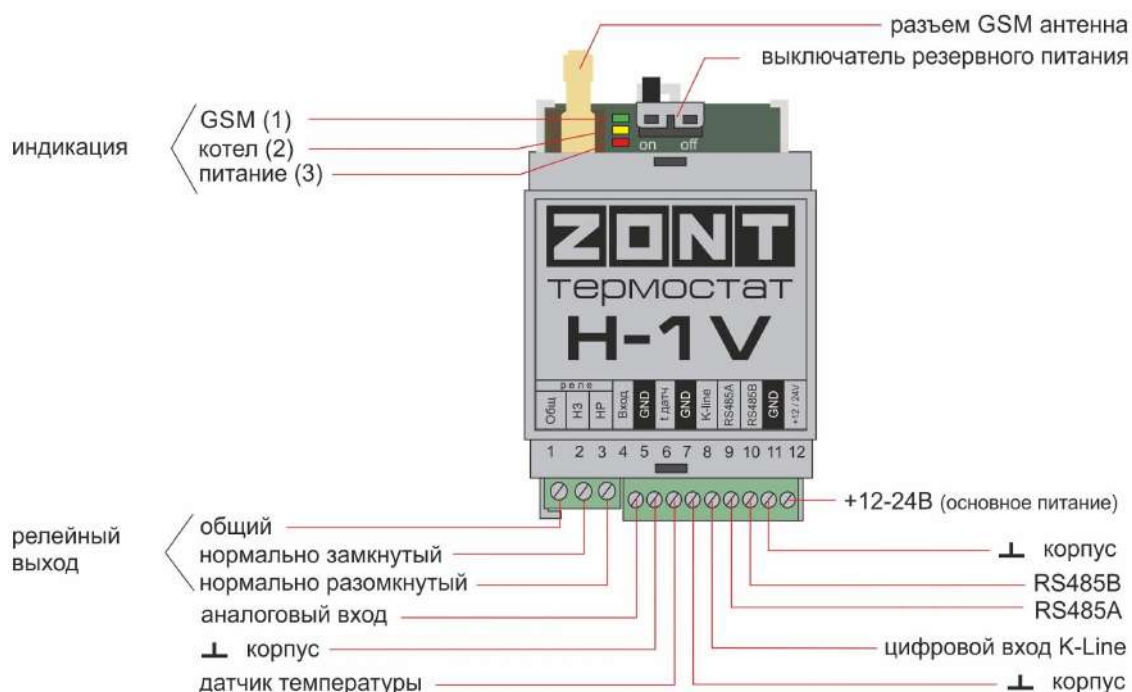 разъем GSM антенна
выключатель резервного питания
индикация
GSM (1)
котел (2)
питание (3)
on off
ZONT
термостат
H-1V
реле
Общ НЗ НР Вход GND t датч GND K-line RS485A RS485B GND +12 / 24V
1 2 3 4 5 6 7 8 9 10 11 12
+12-24В (основное питание)
релейный
выход
общий
нормально замкнутый
нормально разомкнутый
аналоговый вход
корпус
датчик температуры
корпус
RS485B
RS485A
цифровой вход K-Line
корпус